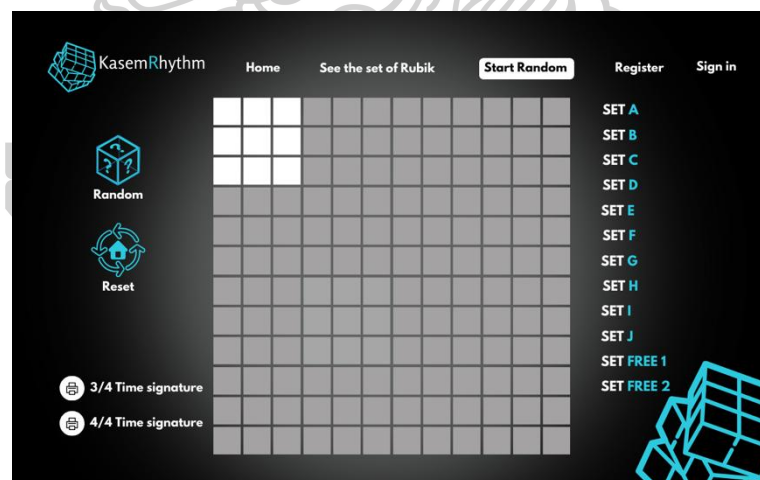 KasemRhythm
Home
See the set of Rubik
Start Random
Register
Sign in
? ? ?
Random
Reset
3/4 Time signature
4/4 Time signature
SET A
SET B
SET C
SET D
SET E
SET F
SET G
SET H
SET I
SET J
SET FREE 1
SET FREE 2